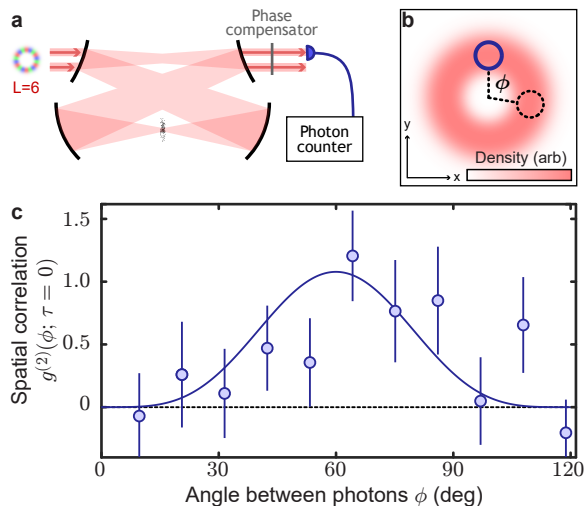 a
Phase
compensator
L=6
Photon
counter
b
ϕ
y
x
Density (arb)
c
Spatial correlation
g(2)(ϕ; τ = 0)
1.5
1.0
0.5
0
0
30
60
90
120
Angle between photons ϕ (deg)